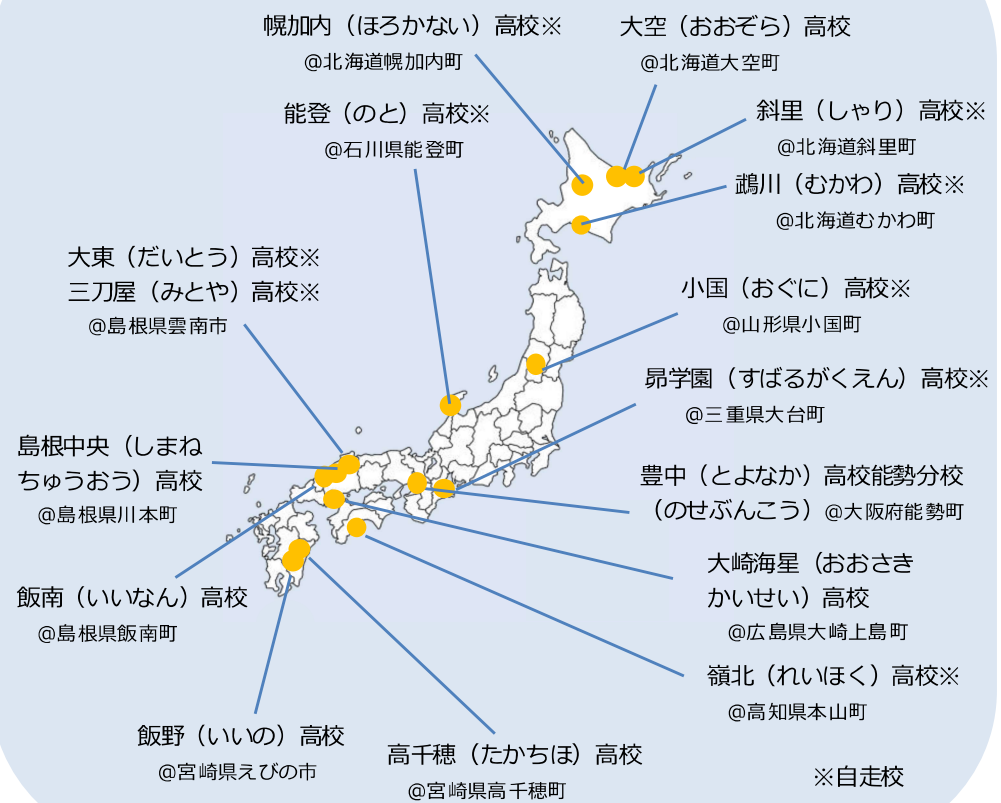 幌加内（ほろかない）高校※
@北海道幌加内町
大空（おおぞら）高校
@北海道大空町
能登（のと）高校※
@石川県能登町
斜里（しゃり）高校※
@北海道斜里町
鵡川（むかわ）高校※
@北海道むかわ町
大東（だいとう）高校※
三刀屋（みとや）高校※
@島根県雲南市
小国（おぐに）高校※
@山形県小国町
昴学園（すばるがくえん）高校※
@三重県大台町
島根中央（しまね
ちゅうおう）高校
@島根県川本町
豊中（とよなか）高校能勢分校
（のせぶんこう）@大阪府能勢町
大崎海星（おおさき
かいせい）高校
@広島県大崎上島町
飯南（いいなん）高校
@島根県飯南町
嶺北（れいほく）高校※
@高知県本山町
飯野（いいの）高校
@宮崎県えびの市
高千穂（たかちほ）高校
@宮崎県高千穂町
※自走校